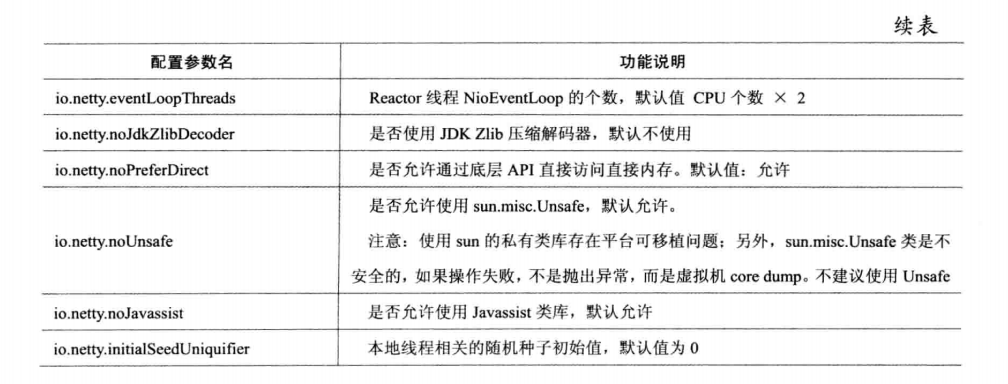 续表
配置参数名 功能说明
io.netty.eventLoopThreads Reactor 线程 NioEventLoop 的个数，默认值 CPU 个数 × 2
io.netty.noJdkZlibDecoder 是否使用 JDK Zlib 压缩解码器，默认不使用
io.netty.noPreferDirect 是否允许通过底层 API 直接访问直接内存。默认值：允许
是否允许使用 sun.misc.Unsafe，默认允许。
io.netty.noUnsafe 注意：使用 sun 的私有类库存在平台可移植问题；另外，sun.misc.Unsafe 类是不
安全的，如果操作失败，不是抛出异常，而是虚拟机 core dump。不建议使用 Unsafe
io.netty.noJavassist 是否允许使用 Javassist 类库，默认允许
io.netty.initialSeedUniquifier 本地线程相关的随机种子初始值，默认值为 0